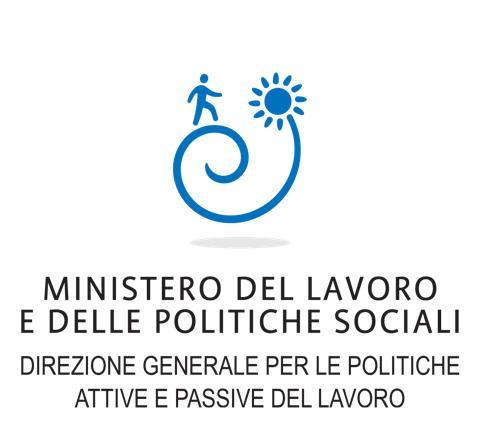 MINISTERO DEL LAVORO
E DELLE POLITICHE SOCIALI
DIREZIONE GENERALE PER LE POLITICHE
ATTIVE E PASSIVE DEL LAVORO